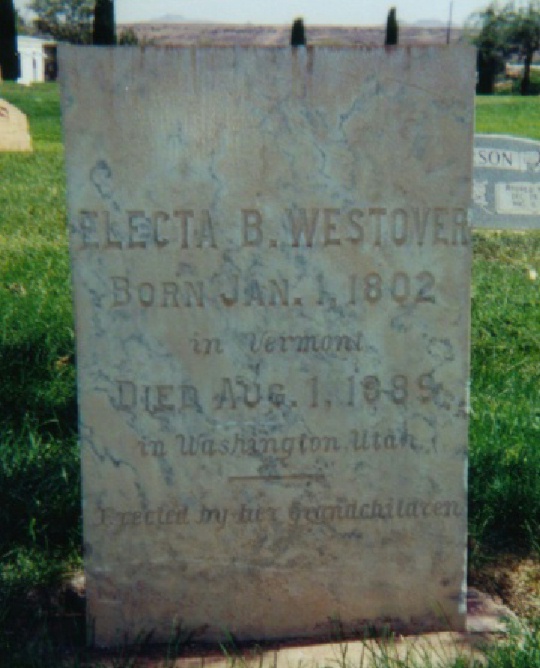 ELECTA B. WESTOVER
BORN JAN. 1, 1802
in Vermont
DIED AUG. 1, 1889
in Washington, Utah
Erected by her Grandchildren
SON